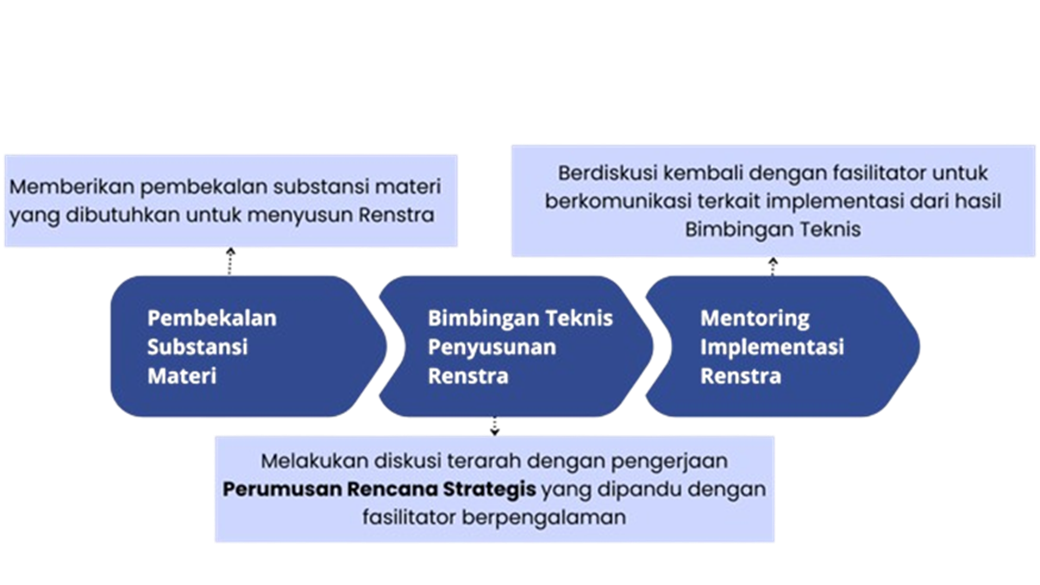 Memberikan pembekalan substansi materi
yang dibutuhkan untuk menyusun Renstra
Berdiskusi kembali dengan fasilitator untuk
berkomunikasi terkait implementasi dari hasil
Bimbingan Teknis
Pembekalan
Substansi
Materi
Bimbingan Teknis
Penyusunan
Renstra
Mentoring
Implementasi
Renstra
Melakukan diskusi terarah dengan pengerjaan
Perumusan Rencana Strategis yang dipandu dengan
fasilitator berpengalaman